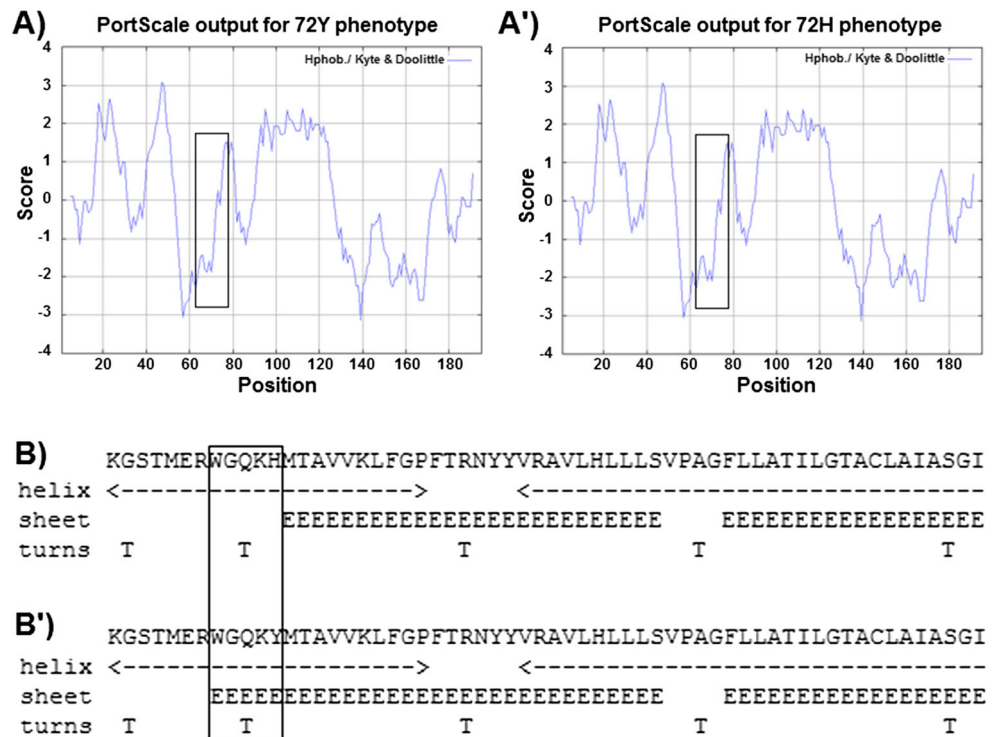 A) PortScale output for 72Y phenotype
Hphob./ Kyte & Doolittle
4
3
2
1
0
-1
-2
-3
-4
Score
20 40 60 80 100 120 140 160 180
Position
A') PortScale output for 72H phenotype
Hphob./ Kyte & Doolittle
4
3
2
1
0
-1
-2
-3
-4
Score
20 40 60 80 100 120 140 160 180
Position
B) KGSTMERWGQKHMTAVVKLFGPFTRNYYVRAVLHLLLSVPAGFLLATILGTACLAIASGI
helix <--------------------> <-------------------------------
sheet EEEEEEEEEEEEEEEEEEEEEEEEEE EEEEEEEEEEEEEEEEEE
turns T T T T T
B') KGSTMERWGQKYMTAVVKLFGPFTRNYYVRAVLHLLLSVPAGFLLATILGTACLAIASGI
helix <--------------------> <-------------------------------
sheet EEEEEEEEEEEEEEEEEEEEEEEEEEEEEEE EEEEEEEEEEEEEEEEEE
turns T T T T T